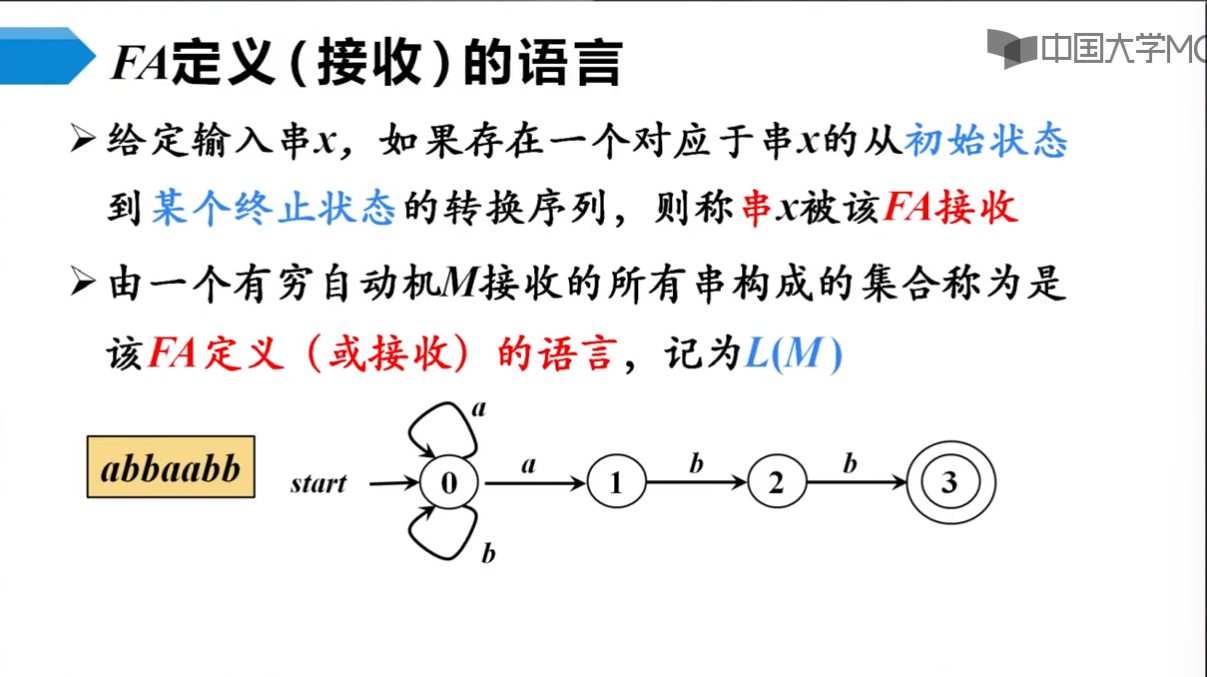 FA定义（接收）的语言
中国大学MO
➢给定输入串x，如果存在一个对应于串x的从初始状态
到某个终止状态的转换序列，则称串x被该FA接收
➢由一个有穷自动机M接收的所有串构成的集合称为是
该FA定义（或接收）的语言，记为L(M)
a
abbaabb start 0 a 1 b 2 b 3
b